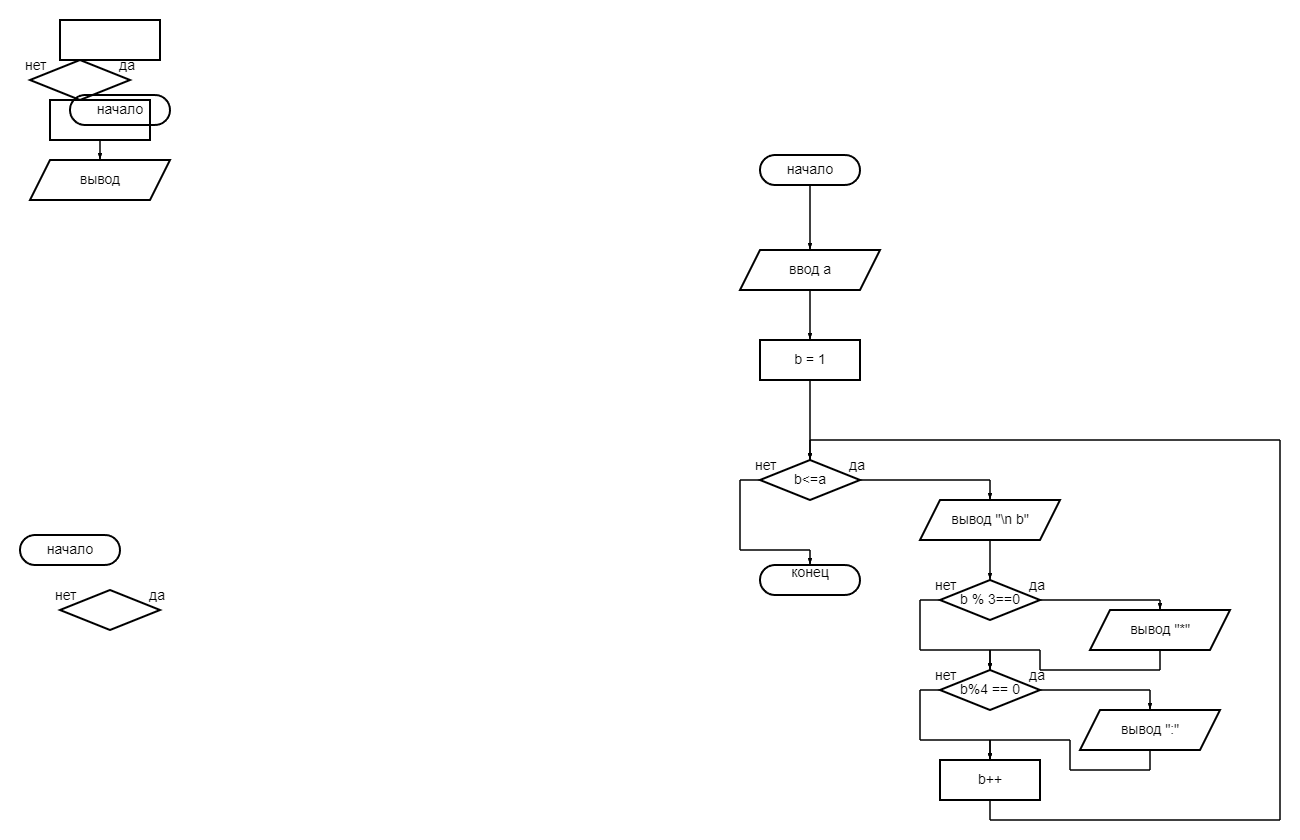 нет
да
начало
вывод
начало
нет
да
начало
ввод a
b = 1
нет
да
b<=a
конец
вывод "\n b"
нет
да
b % 3==0
вывод "*"
нет
да
b%4 == 0
вывод ":"
b++